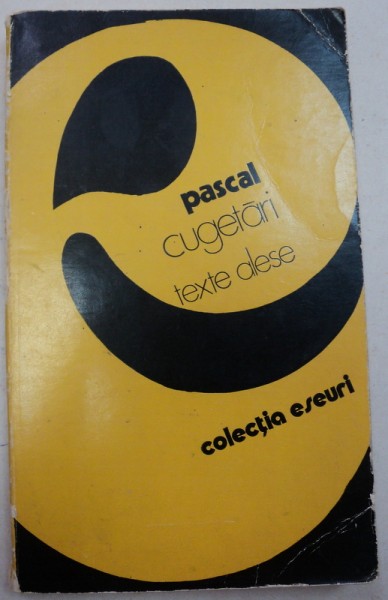 pascal
cugetări
texte alese
colecția eseuri